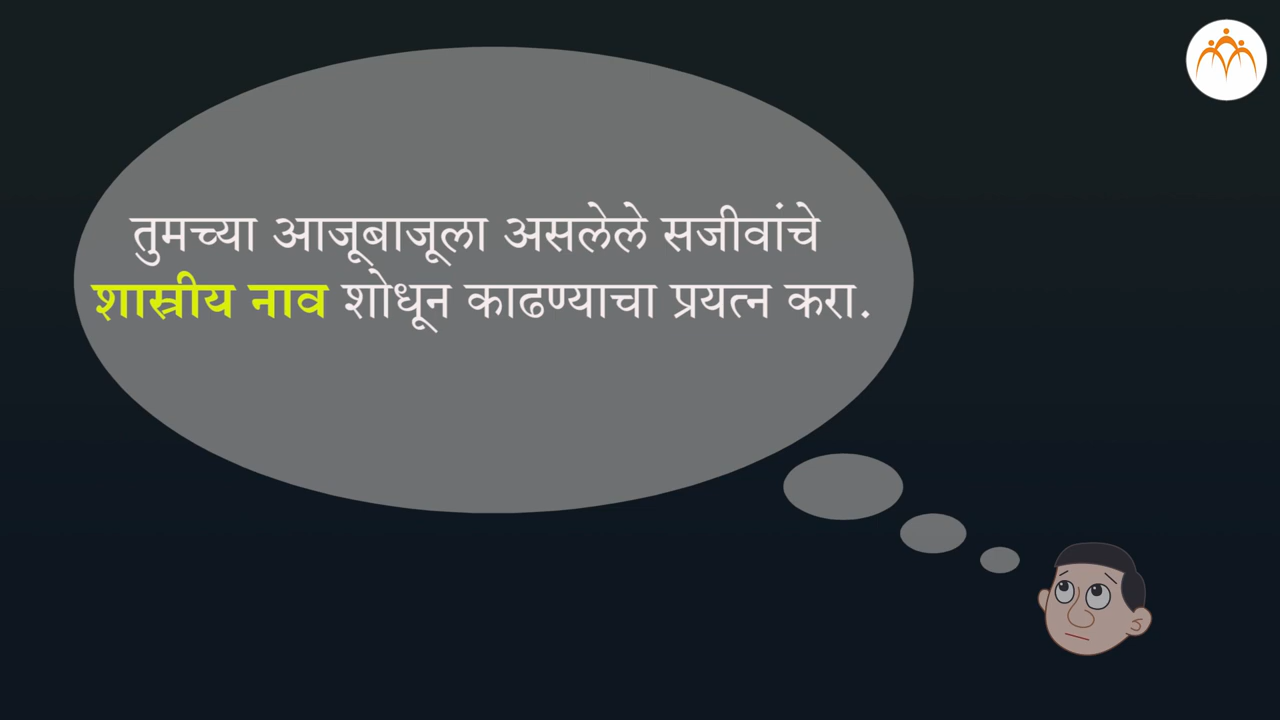 तुमच्या आजूबाजूला असलेले सजीवांचे
शास्त्रीय नाव शोधून काढण्याचा प्रयत्न करा.